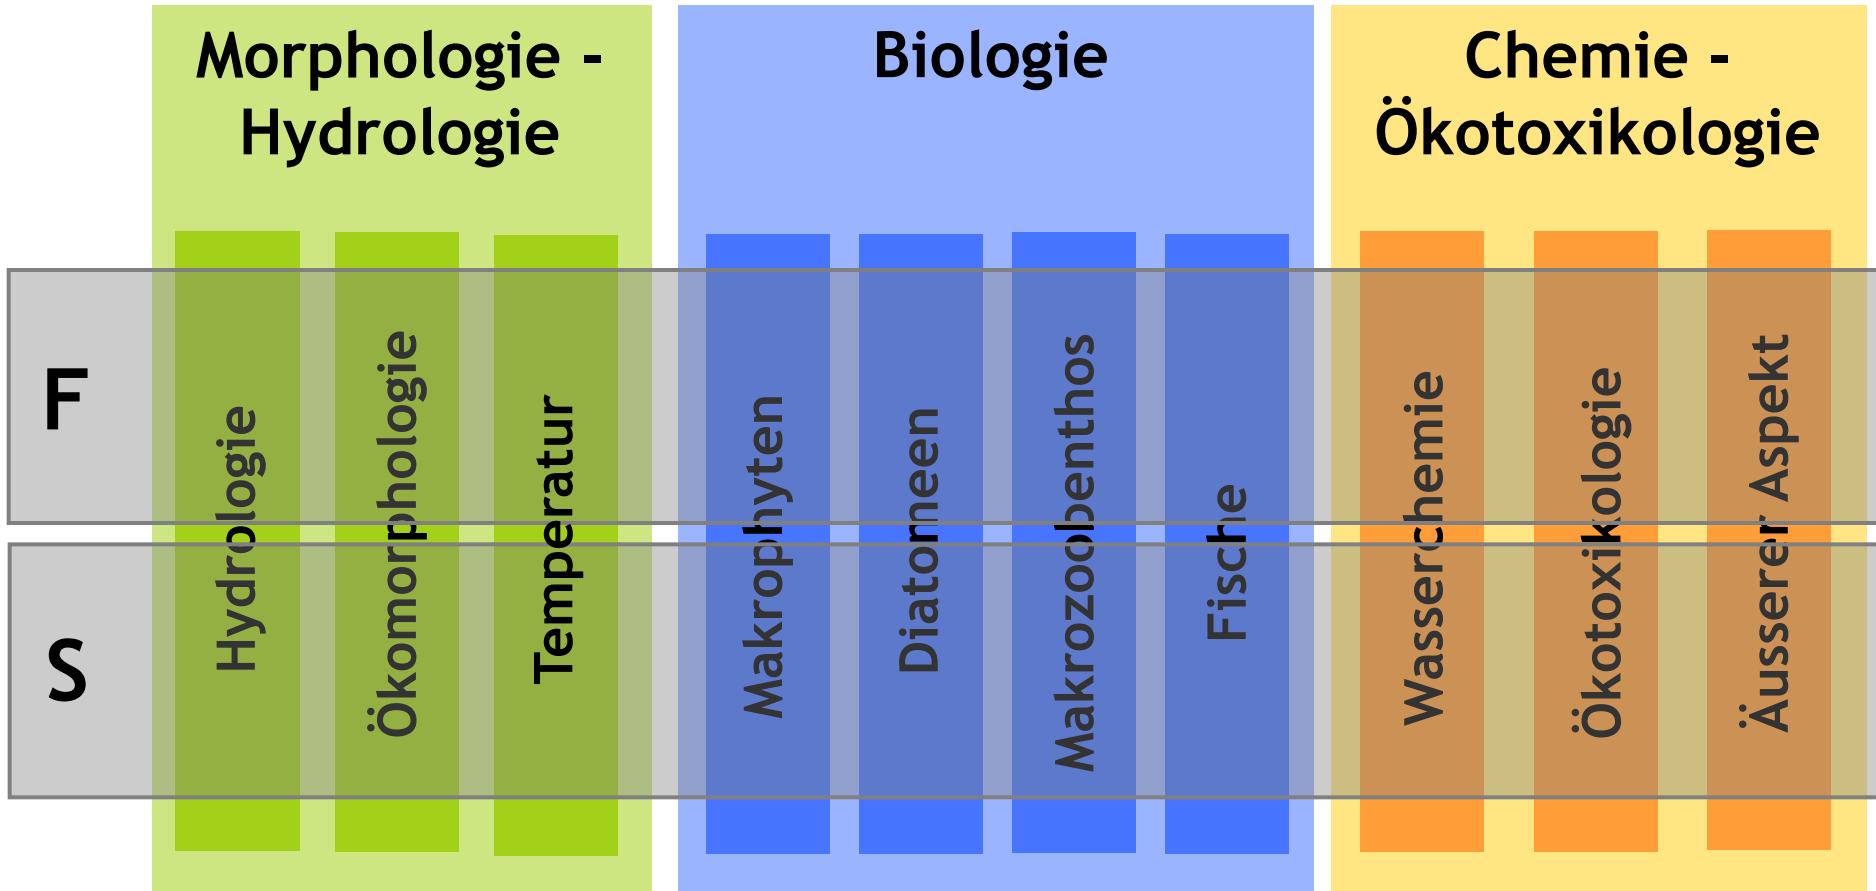 Morphologie -
Hydrologie
Biologie
Chemie -
Ökotoxikologie
F
S
Hydrologie
Ökomorphologie
Temperatur
Makrophyten
Diatomeen
Makrozoobenthos
Fische
Wasserchemie
Ökotoxikologie
Äusserer Aspekt